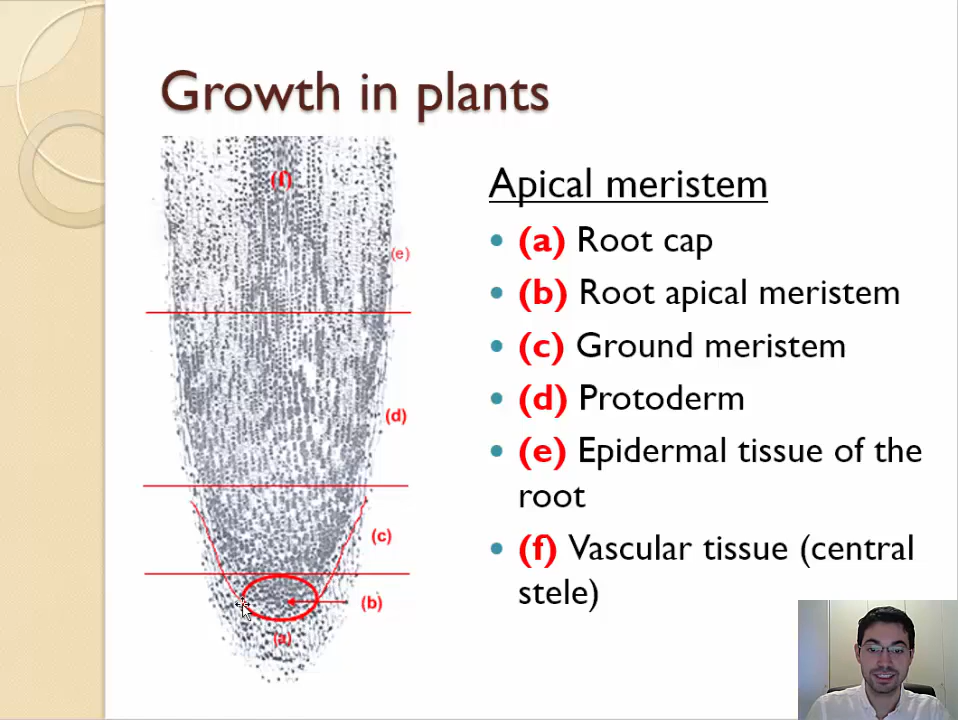 Growth in plants
(f)
(e)
(d)
(c)
(b)
(a)
Apical meristem
(a) Root cap
(b) Root apical meristem
(c) Ground meristem
(d) Protoderm
(e) Epidermal tissue of the
root
(f) Vascular tissue (central
stele)